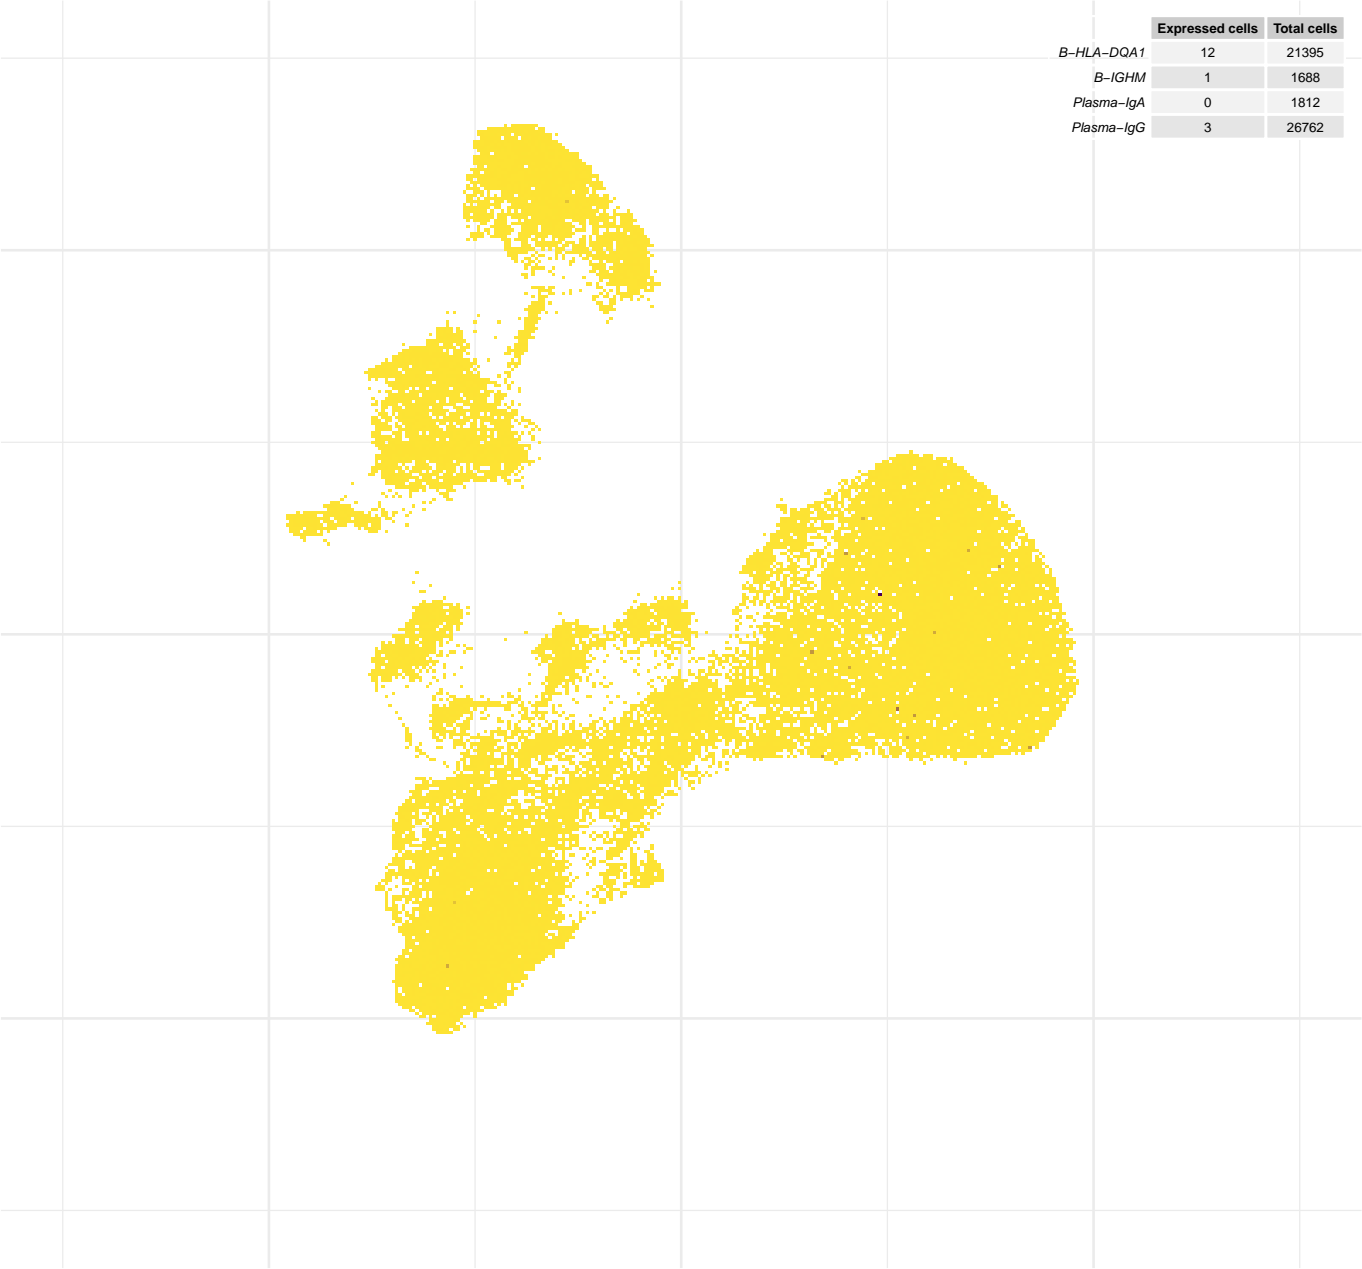 Expressed cells Total cells
B−HLA−DQA1 12 21395
B−IGHM 1 1688
Plasma−IgA 0 1812
Plasma−IgG 3 26762